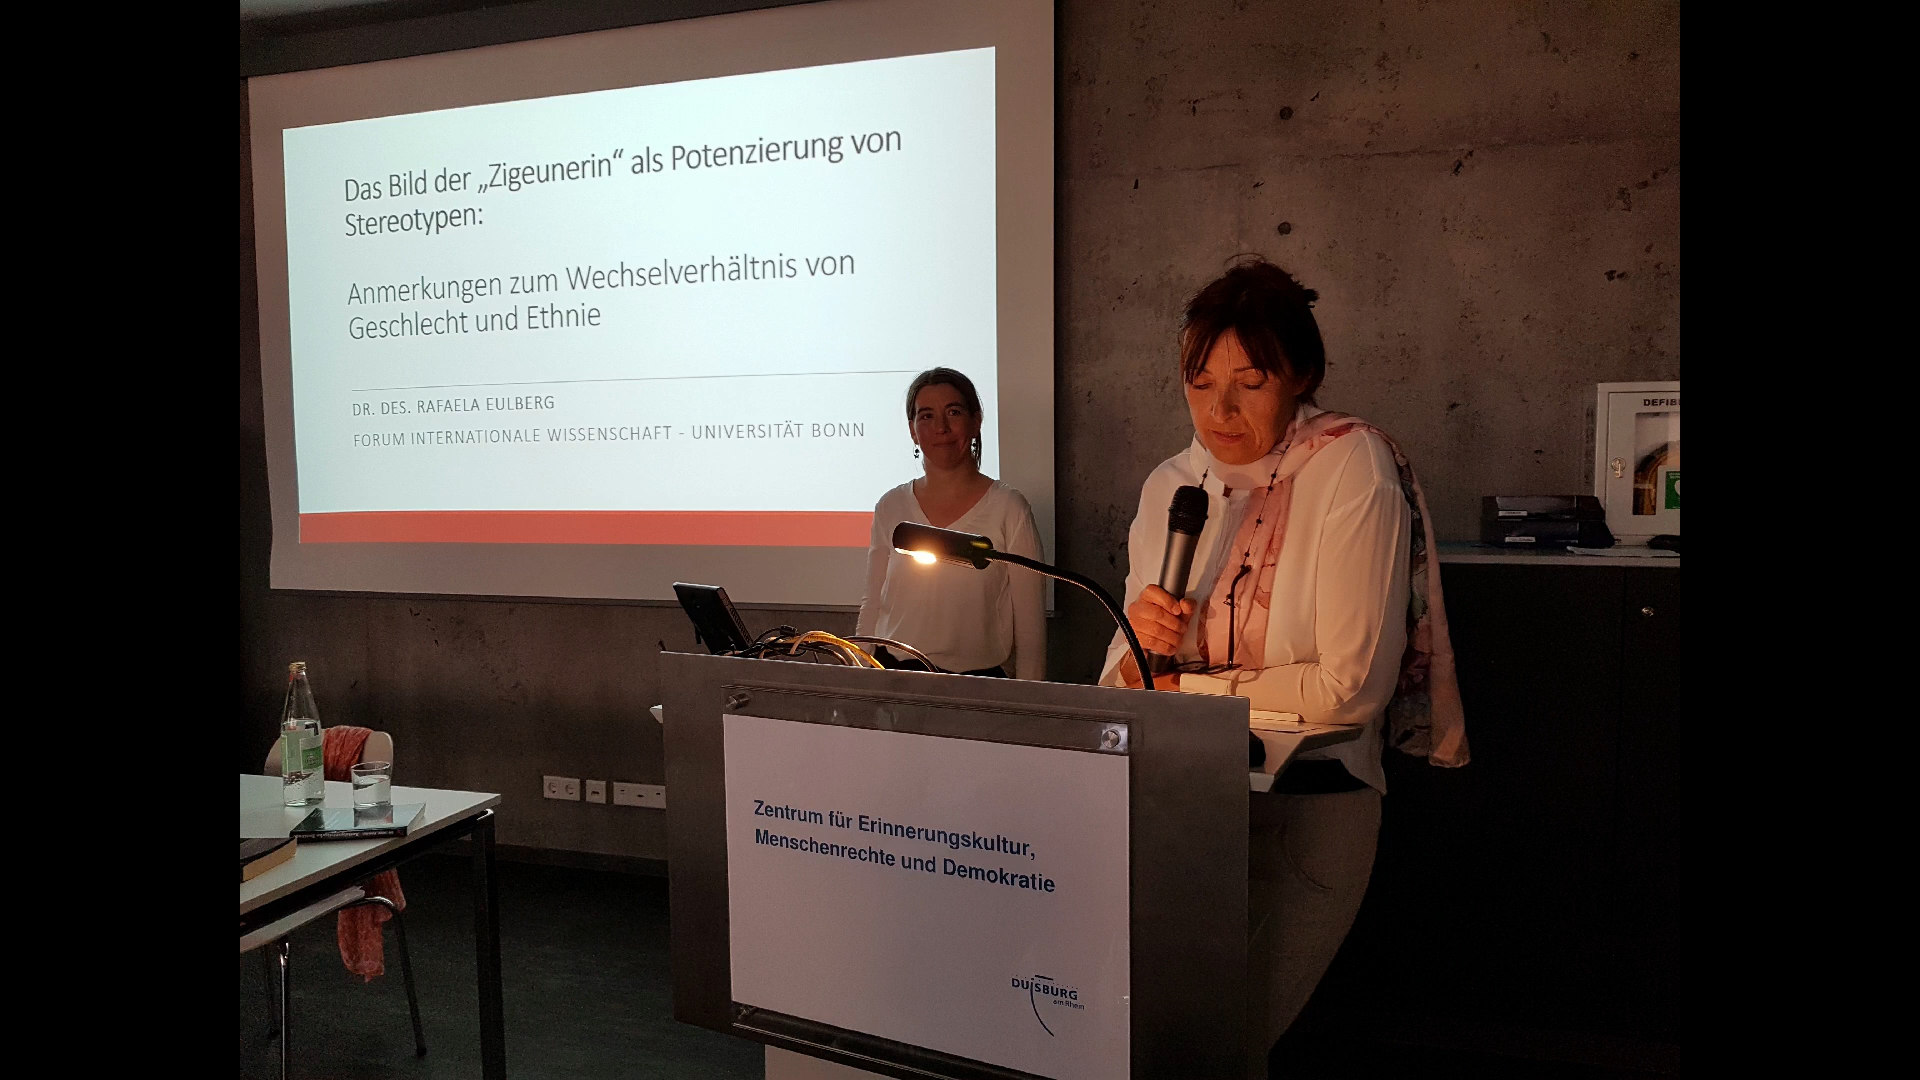 Das Bild der „Zigeunerin“ als Potenzierung von
Stereotypen:
Anmerkungen zum Wechselverhältnis von
Geschlecht und Ethnie
DR. DES. RAFAELA EULBERG
FORUM INTERNATIONALE WISSENSCHAFT - UNIVERSITÄT BONN
DEFIB
Zentrum für Erinnerungskultur,
Menschenrechte und Demokratie
DUISBURG
am Rhein